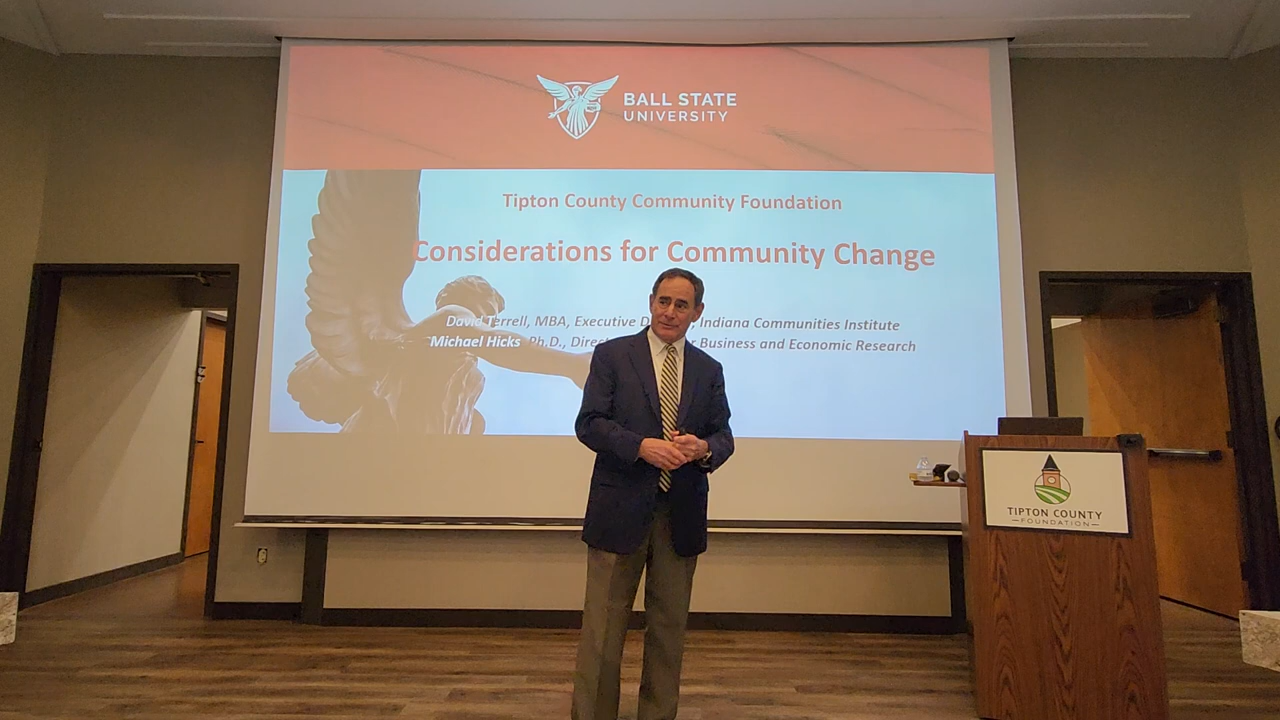 BALL STATE
UNIVERSITY
Tipton County Community Foundation
Considerations for Community Change
David Terrell, MBA, Executive D Indiana Communities Institute
Michael Hicks, Ph.D., Direct Business and Economic Research
TIPTON COUNTY
FOUNDATION